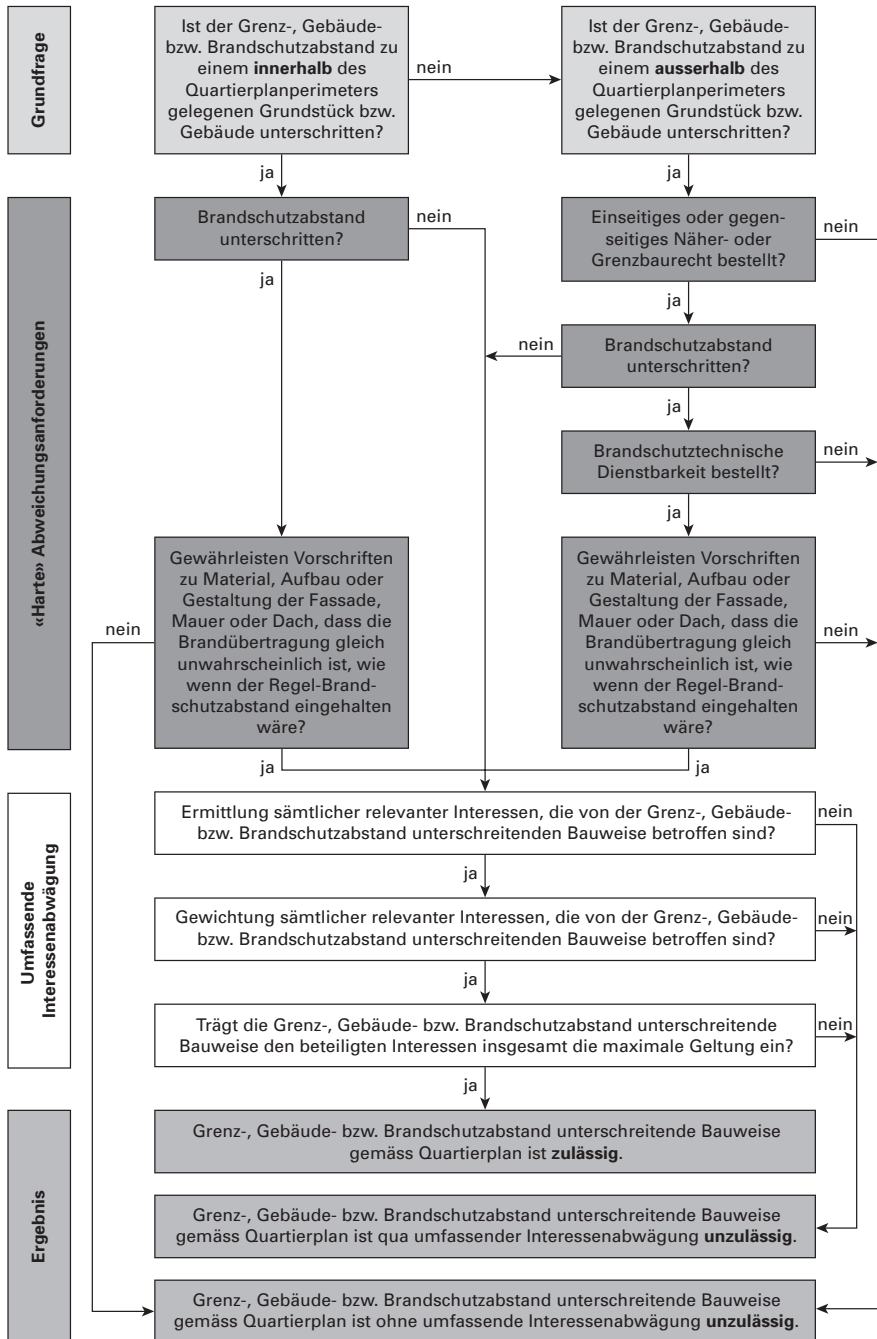 Grundfrage
Ist der Grenz-, Gebäude-
bzw. Brandschutzabstand zu
einem innerhalb des
Quartierplanperimeters
gelegenen Grundstück bzw.
Gebäude unterschritten?
nein
Ist der Grenz-, Gebäude-
bzw. Brandschutzabstand zu
einem ausserhalb des
Quartierplanperimeters
gelegenen Grundstück bzw.
Gebäude unterschritten?
ja
ja
«Harte» Abweichungsanforderungen
Brandschutzabstand
unterschritten?
nein
ja
Einseitiges oder gegen-
seitiges Näher- oder
Grenzbaurecht bestellt?
nein
ja
nein
Brandschutzabstand
unterschritten?
ja
Brandschutztechnische
Dienstbarkeit bestellt?
nein
ja
nein
Gewährleisten Vorschriften
zu Material, Aufbau oder
Gestaltung der Fassade,
Mauer oder Dach, dass die
Brandübertragung gleich
unwahrscheinlich ist, wie
wenn der Regel-Brand-
schutzabstand eingehalten
wäre?
Gewährleisten Vorschriften
zu Material, Aufbau oder
Gestaltung der Fassade,
Mauer oder Dach, dass die
Brandübertragung gleich
unwahrscheinlich ist, wie
wenn der Regel-Brand-
schutzabstand eingehalten
wäre?
nein
ja
ja
Umfassende
Interessenabwägung
Ermittlung sämtlicher relevanter Interessen, die von der Grenz-, Gebäude-
bzw. Brandschutzabstand unterschreitenden Bauweise betroffen sind?
nein
ja
Gewichtung sämtlicher relevanter Interessen, die von der Grenz-, Gebäude-
bzw. Brandschutzabstand unterschreitenden Bauweise betroffen sind?
nein
ja
Trägt die Grenz-, Gebäude- bzw. Brandschutzabstand unterschreitende
Bauweise den beteiligten Interessen insgesamt die maximale Geltung ein?
nein
ja
Ergebnis
Grenz-, Gebäude- bzw. Brandschutzabstand unterschreitende Bauweise
gemäss Quartierplan ist zulässig.
Grenz-, Gebäude- bzw. Brandschutzabstand unterschreitende Bauweise
gemäss Quartierplan ist qua umfassender Interessenabwägung unzulässig.
Grenz-, Gebäude- bzw. Brandschutzabstand unterschreitende Bauweise
gemäss Quartierplan ist ohne umfassende Interessenabwägung unzulässig.